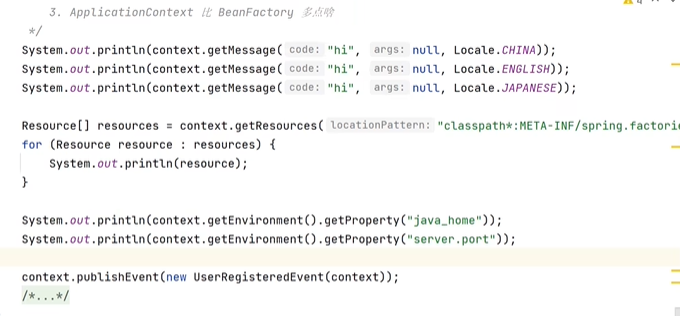 3. ApplicationContext 比 BeanFactory 多点啥
*/
System.out.println(context.getMessage( code: "hi", args: null, Locale.CHINA));
System.out.println(context.getMessage( code: "hi", args: null, Locale.ENGLISH));
System.out.println(context.getMessage( code: "hi", args: null, Locale.JAPANESE));
Resource[] resources = context.getResources( locationPattern: "classpath*:META-INF/spring.factorie
for (Resource resource : resources) {
System.out.println(resource);
}
System.out.println(context.getEnvironment().getProperty("java_home"));
System.out.println(context.getEnvironment().getProperty("server.port"));
context.publishEvent(new UserRegisteredEvent(context));
/*...*/